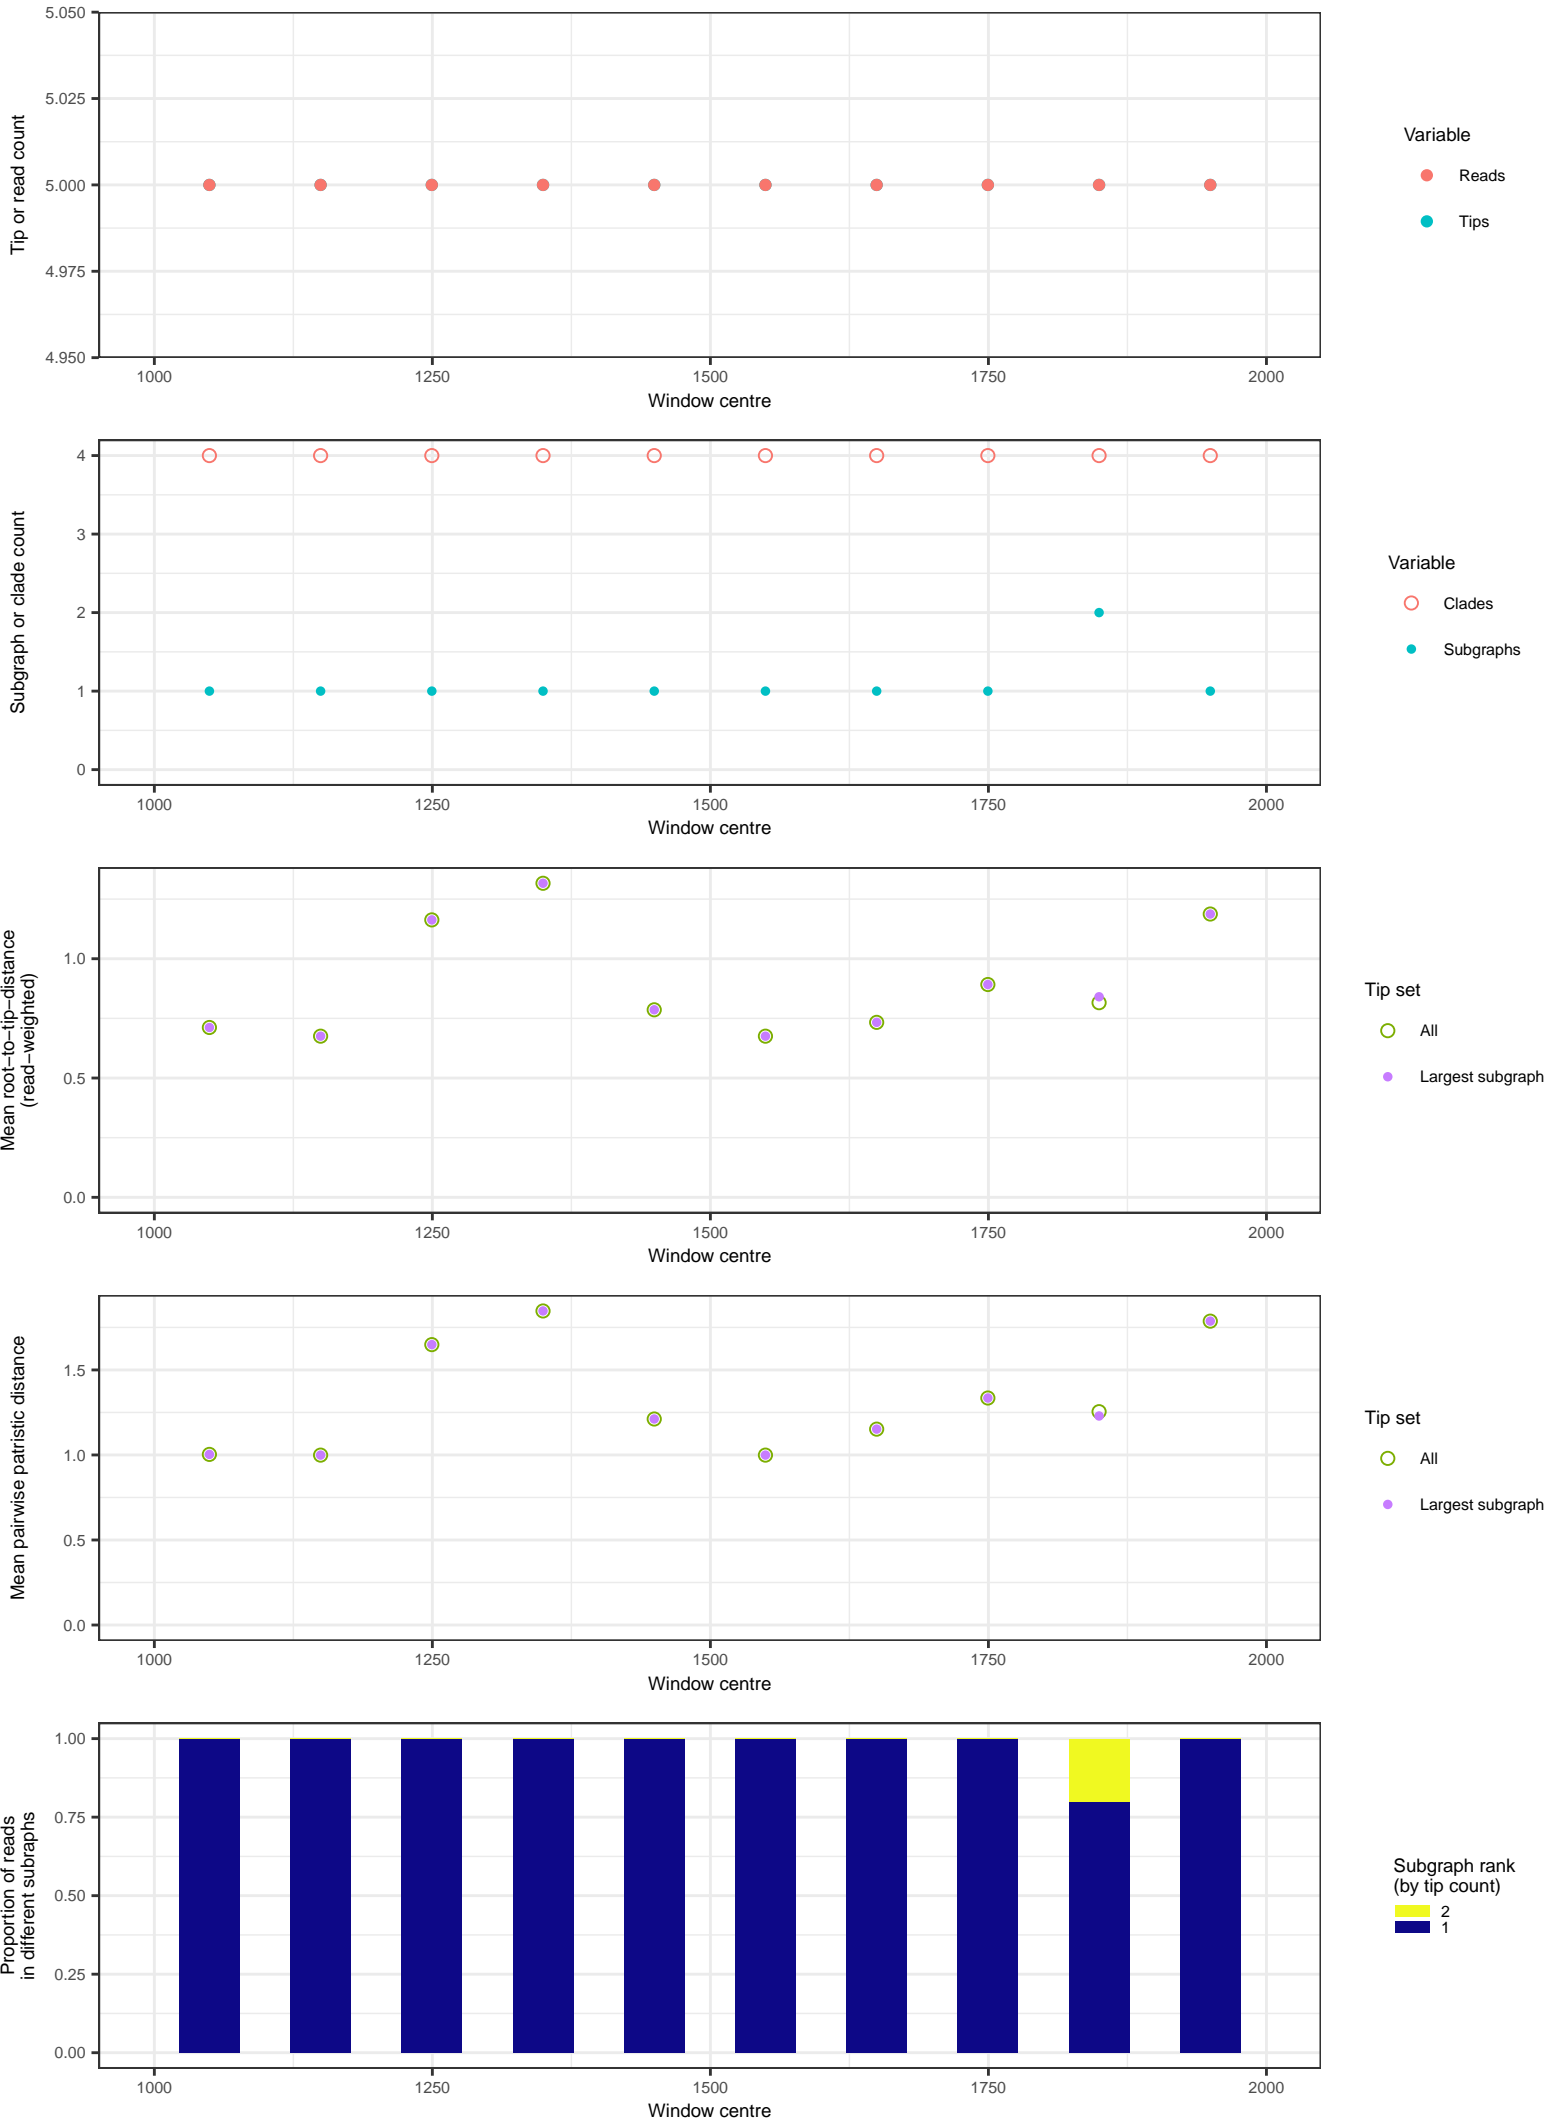 5.050
5.025
5.000
4.975
4.950
Tip or read count
1000 1250 1500 1750 2000
Window centre
Variable
Reads
Tips
4
3
2
1
0
Subgraph or clade count
1000 1250 1500 1750 2000
Window centre
Variable
Clades
Subgraphs
1.0
0.5
0.0
Mean root−to−tip−distance
(read−weighted)
1000 1250 1500 1750 2000
Window centre
Tip set
All
Largest subgraph
1.5
1.0
0.5
0.0
Mean pairwise patristic distance
1000 1250 1500 1750 2000
Window centre
Tip set
All
Largest subgraph
1.00
0.75
0.50
0.25
0.00
Proportion of reads
in different subraphs
1000 1250 1500 1750 2000
Window centre
Subgraph rank
(by tip count)
2
1